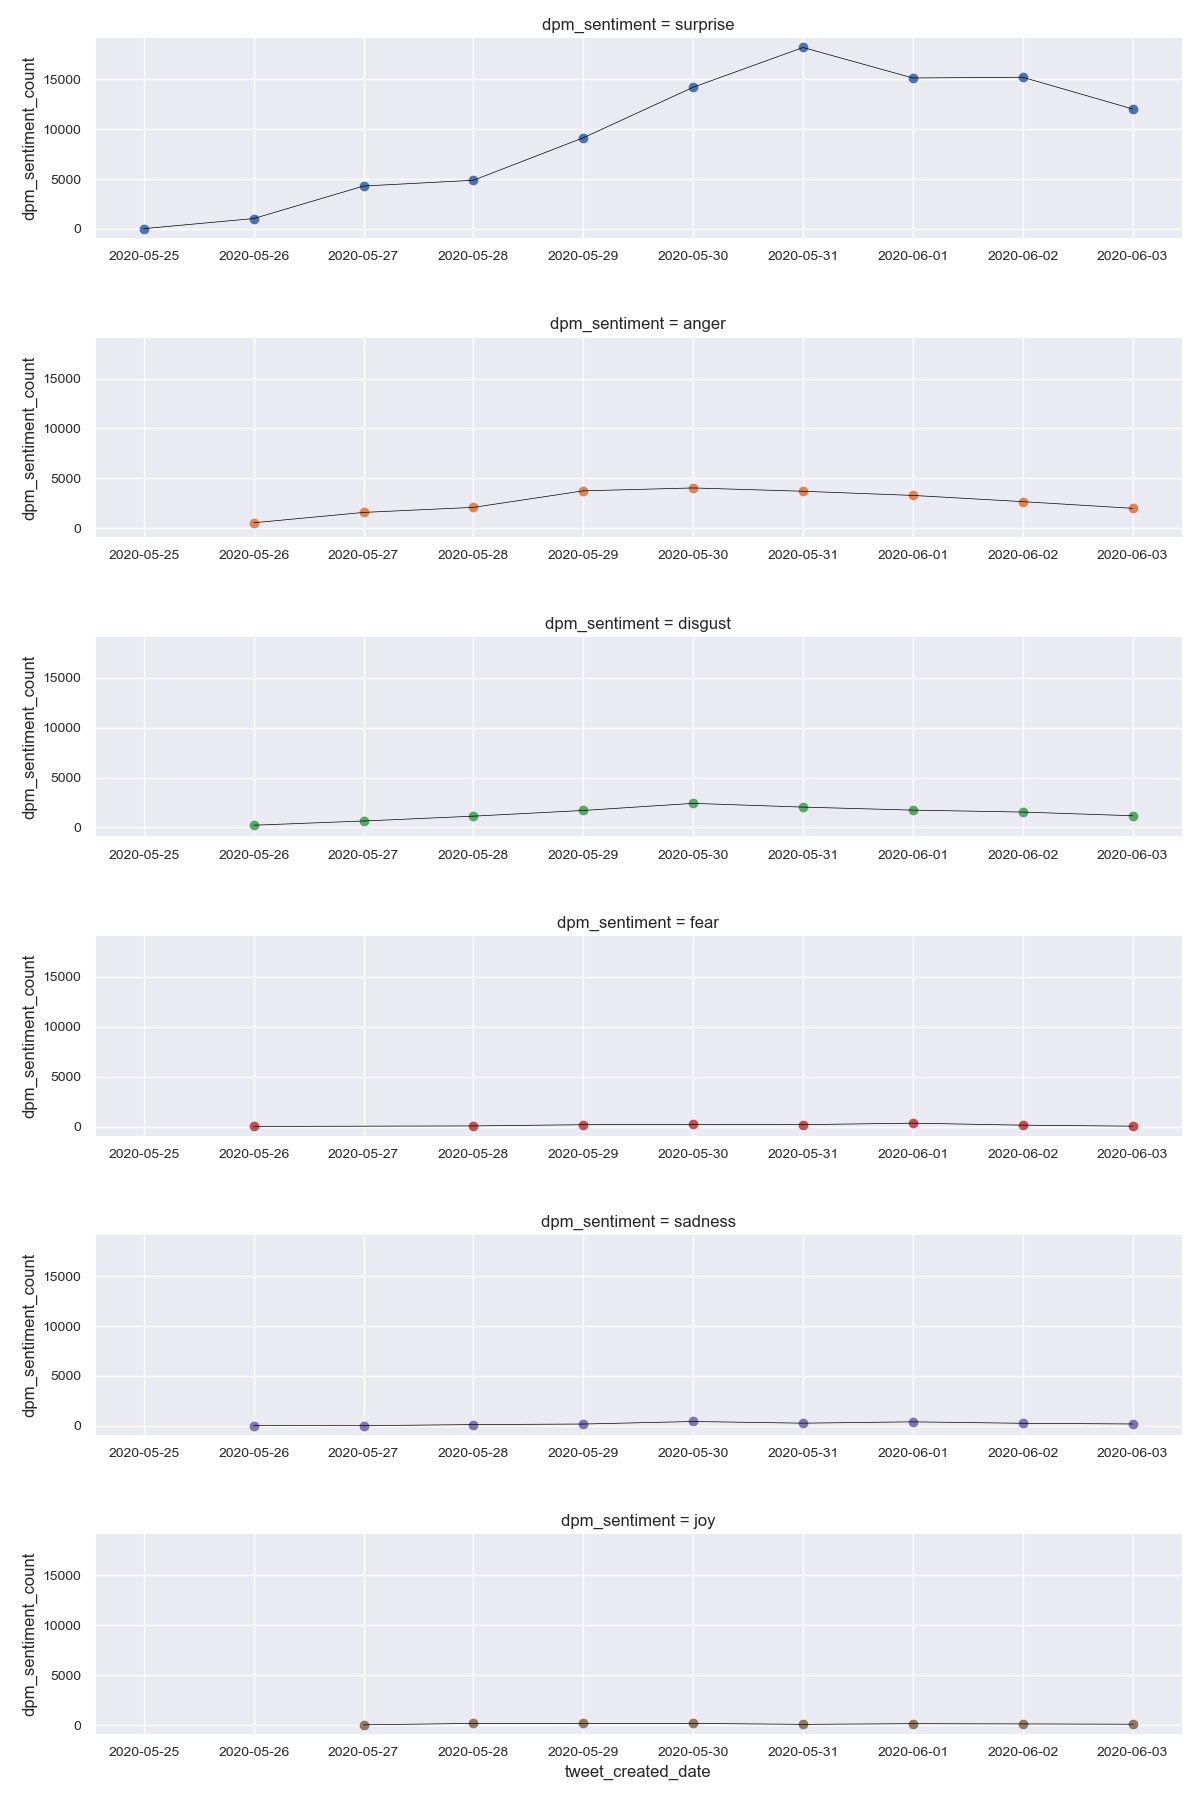 dpm_sentiment = surprise
dpm_sentiment_count
15000
10000
5000
0
2020-05-25 2020-05-26 2020-05-27 2020-05-28 2020-05-29 2020-05-30 2020-05-31 2020-06-01 2020-06-02 2020-06-03
dpm_sentiment = anger
dpm_sentiment_count
15000
10000
5000
0
2020-05-25 2020-05-26 2020-05-27 2020-05-28 2020-05-29 2020-05-30 2020-05-31 2020-06-01 2020-06-02 2020-06-03
dpm_sentiment = disgust
dpm_sentiment_count
15000
10000
5000
0
2020-05-25 2020-05-26 2020-05-27 2020-05-28 2020-05-29 2020-05-30 2020-05-31 2020-06-01 2020-06-02 2020-06-03
dpm_sentiment = fear
dpm_sentiment_count
15000
10000
5000
0
2020-05-25 2020-05-26 2020-05-27 2020-05-28 2020-05-29 2020-05-30 2020-05-31 2020-06-01 2020-06-02 2020-06-03
dpm_sentiment = sadness
dpm_sentiment_count
15000
10000
5000
0
2020-05-25 2020-05-26 2020-05-27 2020-05-28 2020-05-29 2020-05-30 2020-05-31 2020-06-01 2020-06-02 2020-06-03
dpm_sentiment = joy
dpm_sentiment_count
15000
10000
5000
0
2020-05-25 2020-05-26 2020-05-27 2020-05-28 2020-05-29 2020-05-30 2020-05-31 2020-06-01 2020-06-02 2020-06-03
tweet_created_date